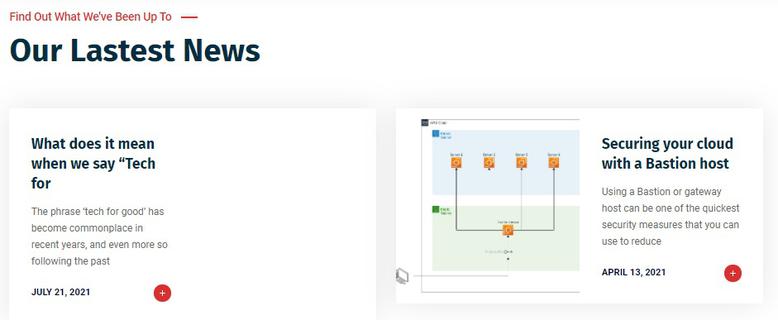 Find Out What We've Been Up To
Our Lastest News
What does it mean
when we say “Tech
for
The phrase ‘tech for good’ has
become commonplace in
recent years, and even more so
following the past
JULY 21, 2021
Securing your cloud
with a Bastion host
Using a Bastion or gateway
host can be one of the quickest
security measures that you can
use to reduce
APRIL 13, 2021